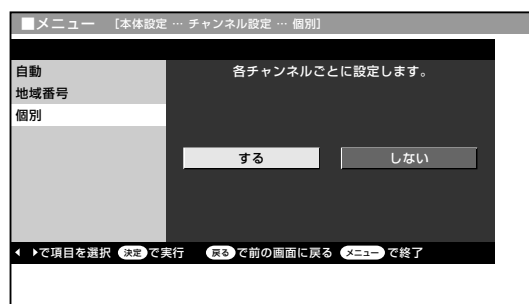 ■メニュー [本体設定 … チャンネル設定 … 個別]
自動
地域番号
個別
各チャンネルごとに設定します。
する しない
で項目を選択 決定 で実行 戻る で前の画面に戻る メニュー で終了